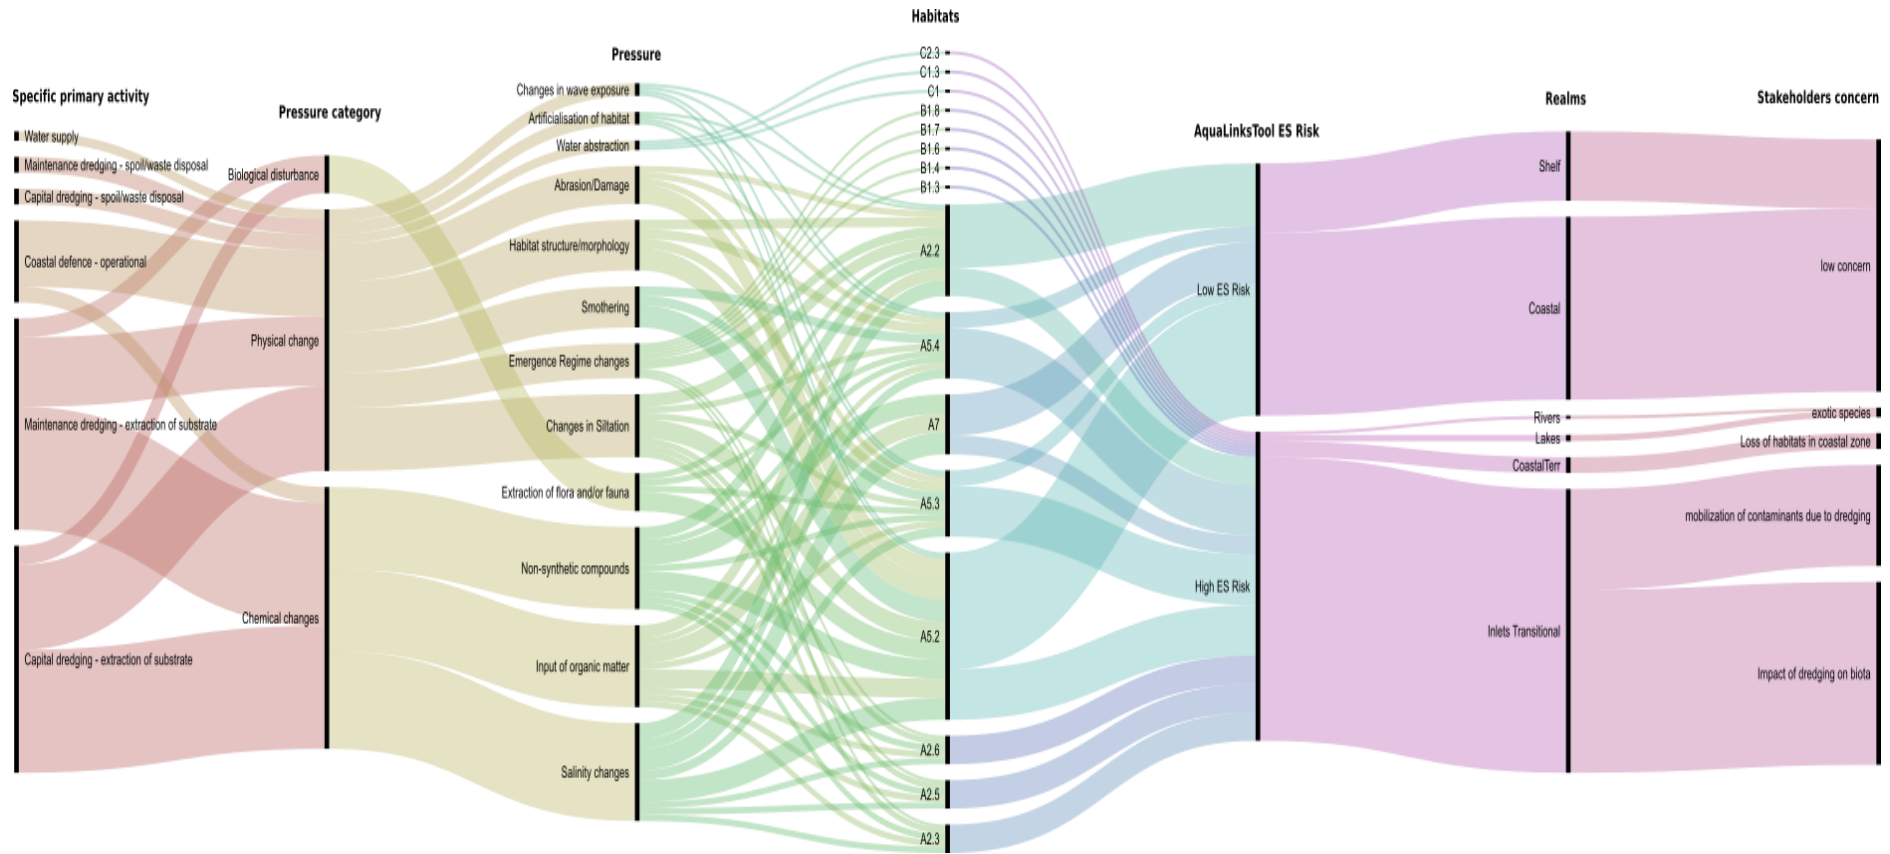 Specific primary activity
Water supply
Maintenance dredging - spoil/waste disposal
Capital dredging - spoil/waste disposal
Coastal defence - operational
Maintenance dredging - extraction of substrate
Capital dredging - extraction of substrate
Pressure category
Biological disturbance
Physical change
Chemical changes
Pressure
Changes in wave exposure
Artificialisation of habitat
Water abstraction
Abrasion/Damage
Habitat structure/morphology
Smothering
Emergence Regime changes
Changes in Siltation
Extraction of flora and/or fauna
Non-synthetic compounds
Input of organic matter
Salinity changes
Habitats
C2.3
C1.3
C1
B1.8
B1.7
B1.6
B1.4
B1.3
A2.2
A5.4
A7
A5.3
A5.2
A2.6
A2.5
A2.3
AquaLinksTool ES Risk
Low ES Risk
High ES Risk
Realms
Shelf
Coastal
Rivers
Lakes
CoastalTerr
Inlets Transitional
Stakeholders concern
low concern
exotic species
Loss of habitats in coastal zone
mobilization of contaminants due to dredging
Impact of dredging on biota